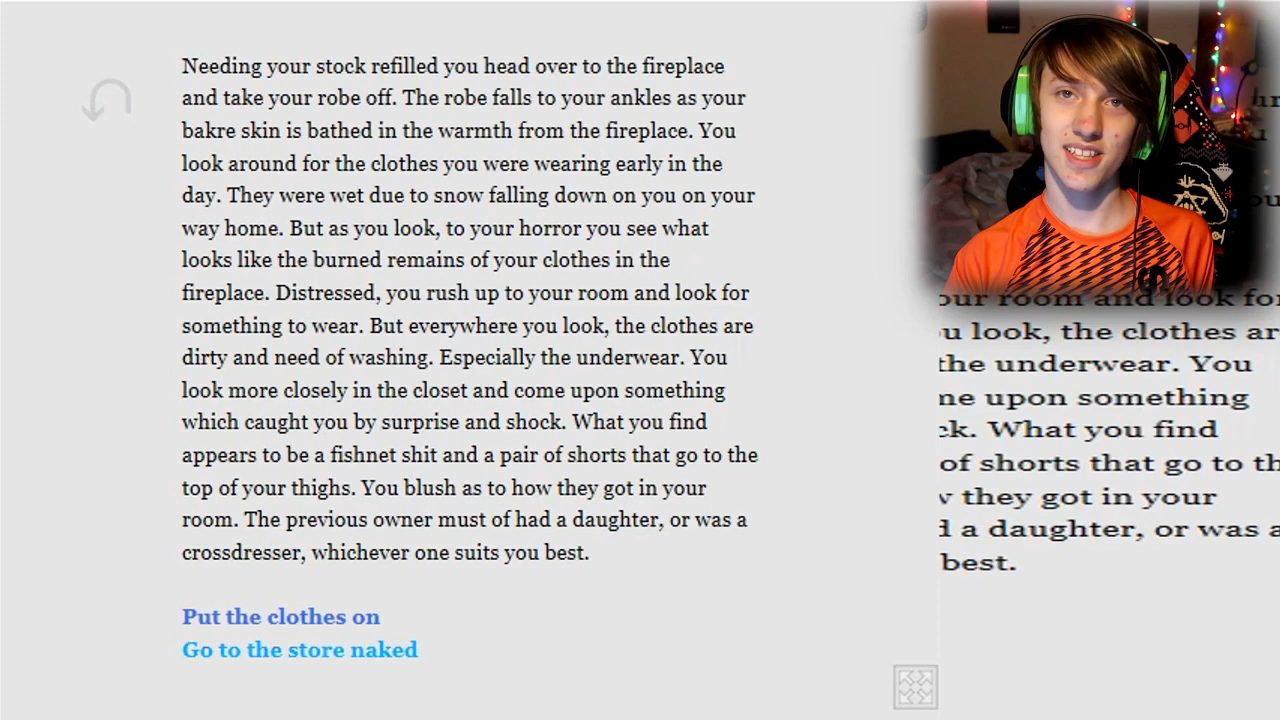 Needing your stock refilled you head over to the fireplace
and take your robe off. The robe falls to your ankles as your
bakre skin is bathed in the warmth from the fireplace. You
look around for the clothes you were wearing early in the
day. They were wet due to snow falling down on you on your
way home. But as you look, to your horror you see what
looks like the burned remains of your clothes in the
fireplace. Distressed, you rush up to your room and look for
something to wear. But everywhere you look, the clothes are
dirty and need of washing. Especially the underwear. You
look more closely in the closet and come upon something
which caught you by surprise and shock. What you find
appears to be a fishnet shit and a pair of shorts that go to the
top of your thighs. You blush as to how they got in your
room. The previous owner must of had a daughter, or was a
crossdresser, whichever one suits you best.
Put the clothes on
Go to the store naked
our room and look for
u look, the clothes ar
the underwear. You
me upon something
ck. What you find
of shorts that go to th
they got in your
d a daughter, or was a
best.